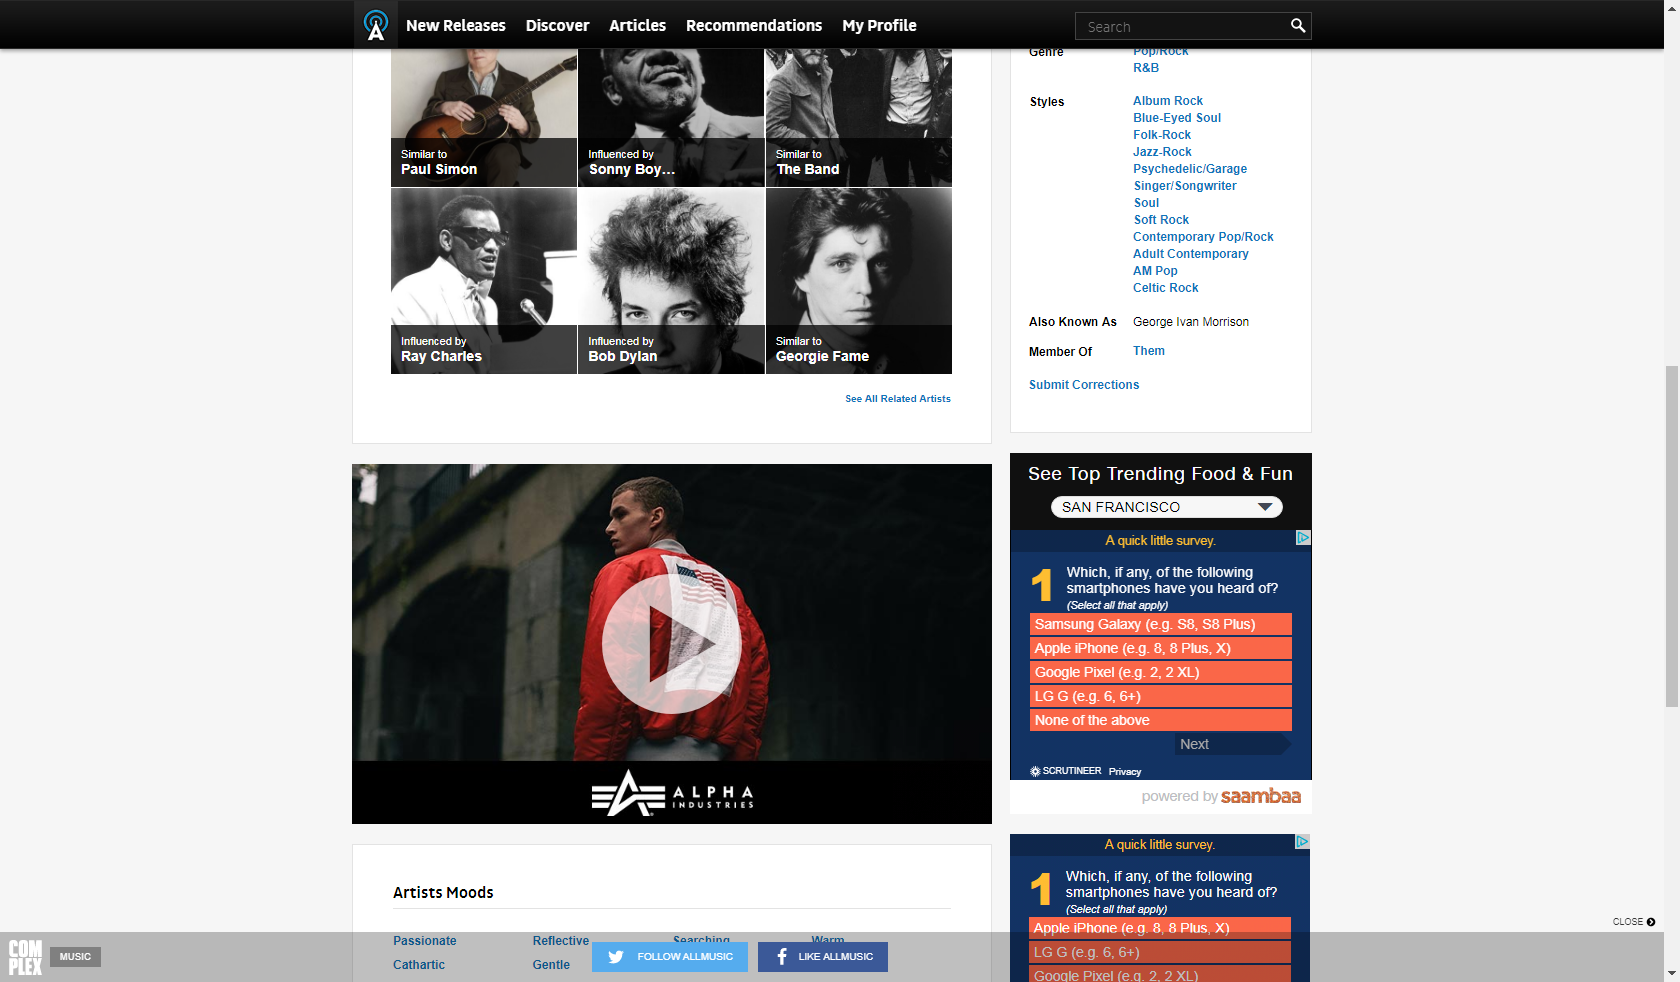 New Releases Discover Articles Recommendations My Profile Search
Similar to
Paul Simon
Influenced by
Sonny Boy...
Similar to
The Band
Influenced by
Ray Charles
Influenced by
Bob Dylan
Similar to
Georgie Fame
See All Related Artists
Genre Pop/Rock
R&B
Styles Album Rock
Blue-Eyed Soul
Folk-Rock
Jazz-Rock
Psychedelic/Garage
Singer/Songwriter
Soul
Soft Rock
Contemporary Pop/Rock
Adult Contemporary
AM Pop
Celtic Rock
Also Known As George Ivan Morrison
Member Of Them
Submit Corrections
ALPHA
INDUSTRIES
See Top Trending Food & Fun
SAN FRANCISCO
A quick little survey.
1 Which, if any, of the following
smartphones have you heard of?
(Select all that apply)
Samsung Galaxy (e.g. S8, S8 Plus)
Apple iPhone (e.g. 8, 8 Plus, X)
Google Pixel (e.g. 2, 2 XL)
LG G (e.g. 6, 6+)
None of the above
Next
SCRUTINEER Privacy
powered by saambaa
A quick little survey.
1 Which, if any, of the following
smartphones have you heard of?
(Select all that apply)
Apple iPhone (e.g. 8, 8 Plus, X)
LG G (e.g. 6, 6+)
Google Pixel (e.g. 2, 2 XL)
Artists Moods
Passionate Reflective Searching Warm
Cathartic Gentle
CLOSE
COM
PLEX
MUSIC
FOLLOW ALLMUSIC
LIKE ALLMUSIC